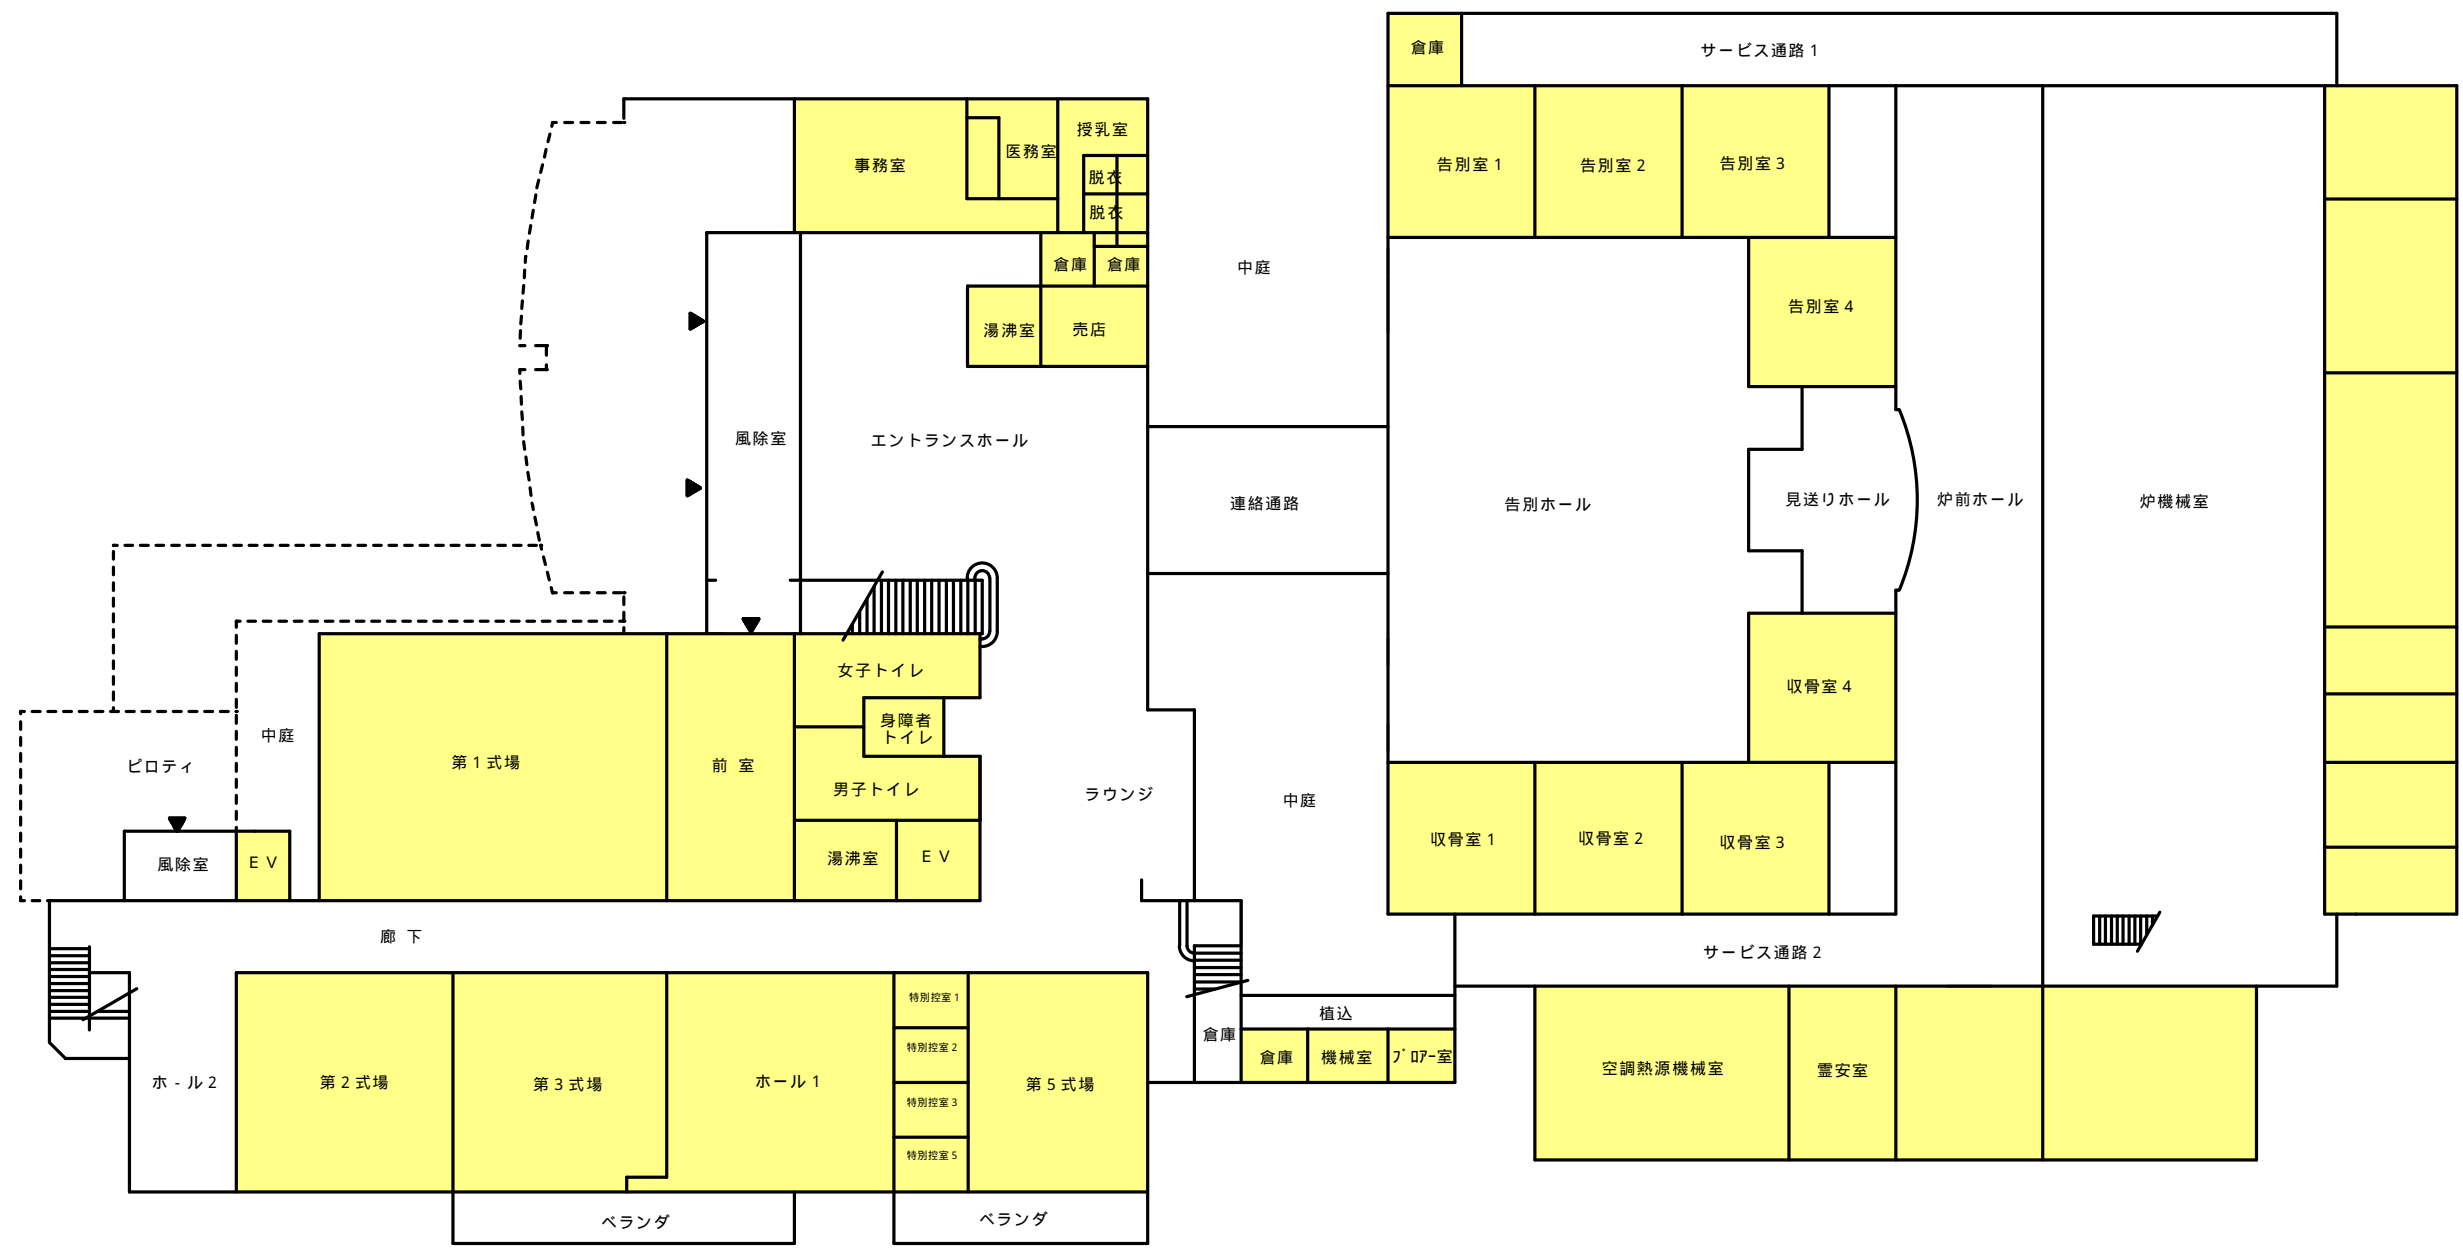 倉庫
サービス通路1
授乳室
医務室
事務室
脱衣
脱衣
告別室1
告別室2
告別室3
倉庫
倉庫
中庭
湯沸室
売店
告別室4
風除室
エントランスホール
連絡通路
告別ホール
見送りホール
炉前ホール
炉機械室
女子トイレ
身障者
トイレ
収骨室4
中庭
ピロティ
第1式場
前 室
男子トイレ
ラウンジ
中庭
風除室
EV
湯沸室
EV
収骨室1
収骨室2
収骨室3
廊 下
サービス通路2
特別控室1
植込
倉庫
特別控室2
倉庫
機械室
ブロアー室
ホ-ル2
第2式場
第3式場
ホール1
特別控室3
第5式場
空調熱源機械室
霊安室
特別控室5
ベランダ
ベランダ